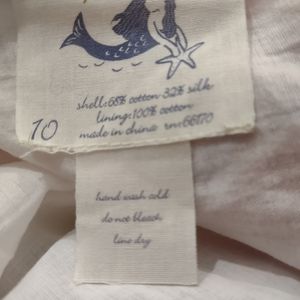 shell:68% cotton 32% silk
lining:100% cotton
10
made in china rn:66170
hand wash cold
do not bleach
line dry